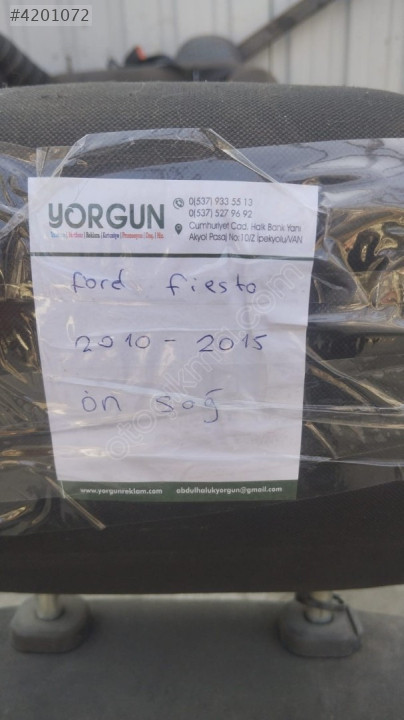 #4201072
YORGUN
0(537) 933 55 13
0(537) 527 96 92
Cumhuriyet Cad. Halk Bank Yanı
Akyol Pasaj No:10/Z İpekyolu/VAN
ford fiesta
2010 - 2015
ön sağ
www.yorgunreklam.com abdulhalukyorgun@gmail.com